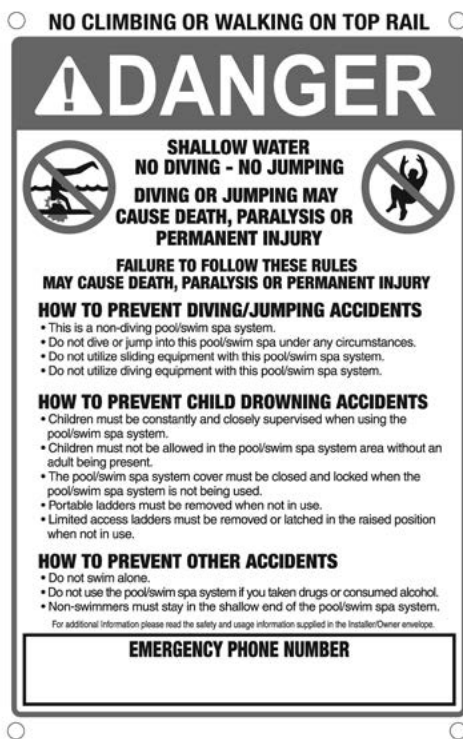 NO CLIMBING OR WALKING ON TOP RAIL
DANGER
SHALLOW WATER
NO DIVING - NO JUMPING
DIVING OR JUMPING MAY
CAUSE DEATH, PARALYSIS OR
PERMANENT INJURY
FAILURE TO FOLLOW THESE RULES
MAY CAUSE DEATH, PARALYSIS OR PERMANENT INJURY
HOW TO PREVENT DIVING/JUMPING ACCIDENTS
• This is a non-diving pool/swim spa system.
• Do not dive or jump into this pool/swim spa under any circumstances.
• Do not utilize sliding equipment with this pool/swim spa system.
• Do not utilize diving equipment with this pool/swim spa system.
HOW TO PREVENT CHILD DROWNING ACCIDENTS
• Children must be constantly and closely supervised when using the
pool/swim spa system.
• Children must not be allowed in the pool/swim spa system area without an
adult being present.
• The pool/swim spa system cover must be closed and locked when the
pool/swim spa system is not being used.
• Portable ladders must be removed when not in use.
• Limited access ladders must be removed or latched in the raised position
when not in use.
HOW TO PREVENT OTHER ACCIDENTS
• Do not swim alone.
• Do not use the pool/swim spa system if you taken drugs or consumed alcohol.
• Non-swimmers must stay in the shallow end of the pool/swim spa system.
For additional Information please read the safety and usage information supplied in the Installer/Owner envelope.
EMERGENCY PHONE NUMBER